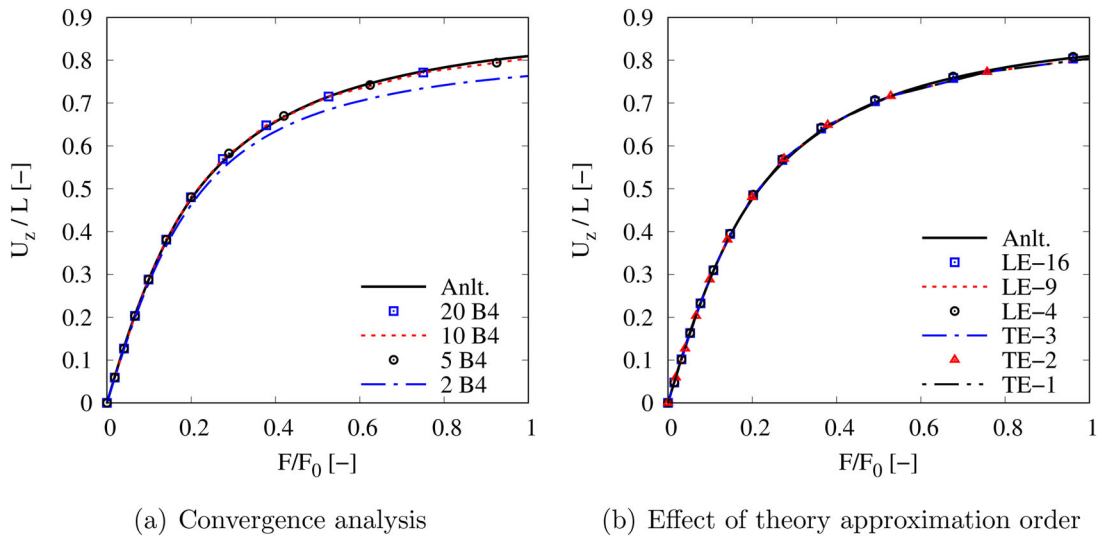 0.9
0.8
0.7
0.6
0.5
0.4
0.3
0.2
0.1
0
U_z / L [−]
0 0.2 0.4 0.6 0.8 1
F/F_0 [−]
Anlt.
20 B4
10 B4
5 B4
2 B4
(a) Convergence analysis
0.9
0.8
0.7
0.6
0.5
0.4
0.3
0.2
0.1
0
U_z / L [−]
0 0.2 0.4 0.6 0.8 1
F/F_0 [−]
Anlt.
LE−16
LE−9
LE−4
TE−3
TE−2
TE−1
(b) Effect of theory approximation order